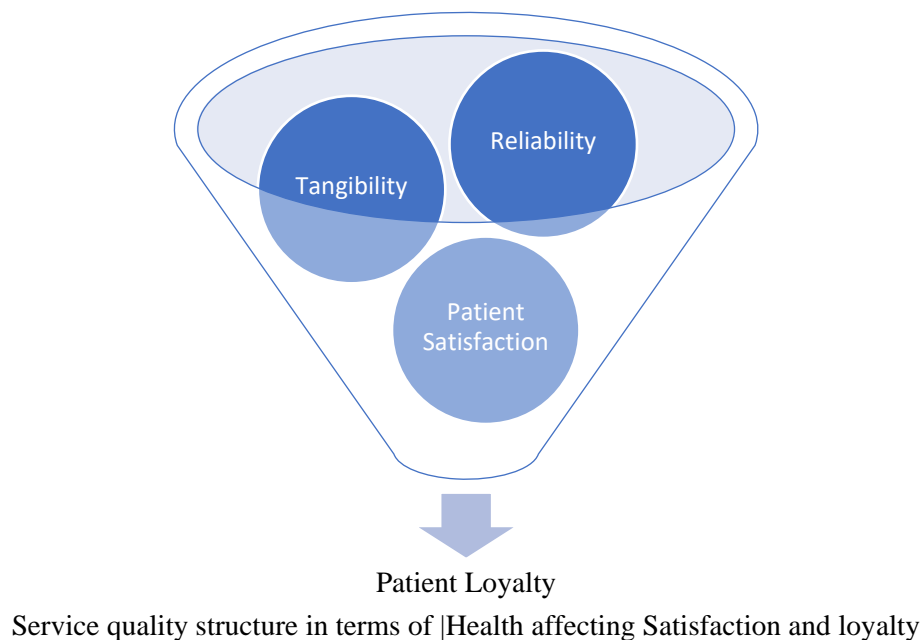 Reliability
Tangibility
Patient
Satisfaction
Patient Loyalty
Service quality structure in terms of |Health affecting Satisfaction and loyalty